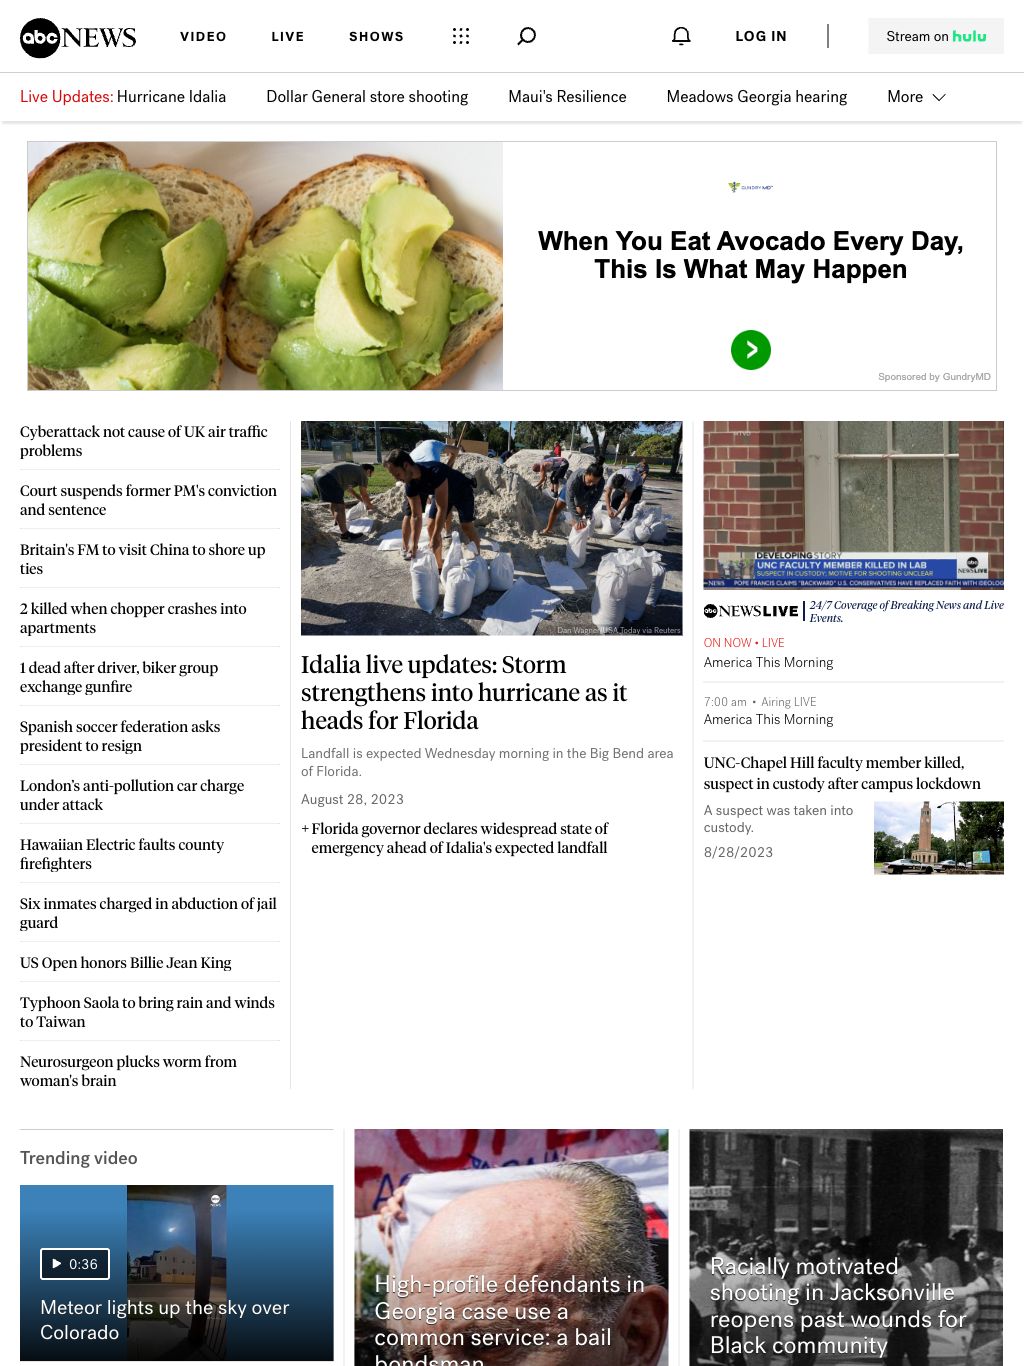 abc NEWS VIDEO LIVE SHOWS LOG IN Stream on hulu
Live Updates: Hurricane Idalia Dollar General store shooting Maui's Resilience Meadows Georgia hearing More
GUNDRY MD
When You Eat Avocado Every Day,
This Is What May Happen
Sponsored by GundryMD
Cyberattack not cause of UK air traffic
problems
Court suspends former PM's conviction
and sentence
Britain's FM to visit China to shore up
ties
2 killed when chopper crashes into
apartments
1 dead after driver, biker group
exchange gunfire
Spanish soccer federation asks
president to resign
London’s anti-pollution car charge
under attack
Hawaiian Electric faults county
firefighters
Six inmates charged in abduction of jail
guard
US Open honors Billie Jean King
Typhoon Saola to bring rain and winds
to Taiwan
Neurosurgeon plucks worm from
woman's brain
Dan Wagner/USA Today via Reuters
Idalia live updates: Storm
strengthens into hurricane as it
heads for Florida
Landfall is expected Wednesday morning in the Big Bend area
of Florida.
August 28, 2023
+ Florida governor declares widespread state of
emergency ahead of Idalia's expected landfall
DEVELOPING STORY
UNC FACULTY MEMBER KILLED IN LAB
SUSPECT IN CUSTODY; MOTIVE FOR SHOOTING UNCLEAR
abc NEWS LIVE
NEWS POPE FRANCIS CLAIMS "BACKWARD" U.S. CONSERVATIVES HAVE REPLACED FAITH WITH IDEOLOG
abc NEWS LIVE 24/7 Coverage of Breaking News and Live
Events.
ON NOW • LIVE
America This Morning
7:00 am • Airing LIVE
America This Morning
UNC-Chapel Hill faculty member killed,
suspect in custody after campus lockdown
A suspect was taken into
custody.
8/28/2023
Trending video
abc NEWS
0:36
Meteor lights up the sky over
Colorado
High-profile defendants in
Georgia case use a
common service: a bail
bondsman
Racially motivated
shooting in Jacksonville
reopens past wounds for
Black community